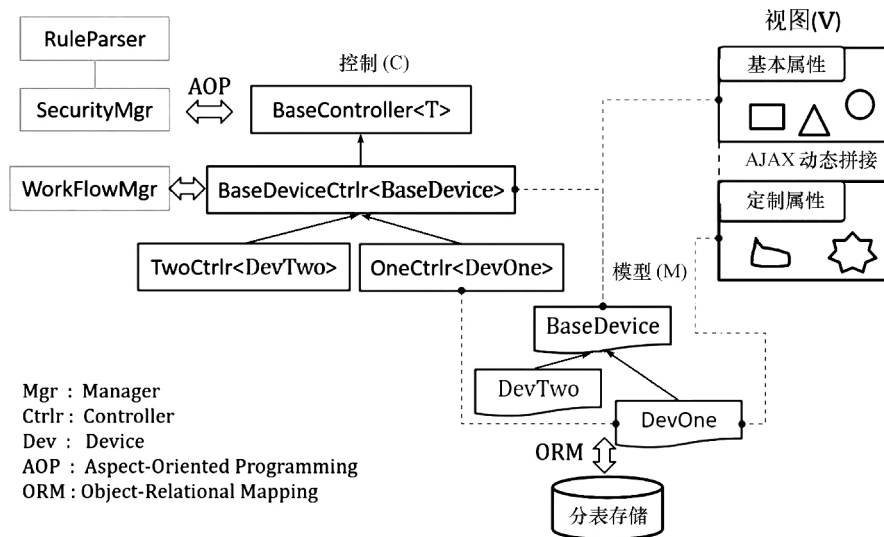 视图(V)
RuleParser
控制 (C)
基本属性
AOP
SecurityMgr
BaseController<T>
AJAX 动态拼接
WorkFlowMgr
BaseDeviceCtrlr<BaseDevice>
定制属性
TwoCtrlr<DevTwo>
OneCtrlr<DevOne>
模型 (M)
BaseDevice
DevTwo
DevOne
Mgr : Manager
Ctrlr : Controller
Dev : Device
AOP : Aspect-Oriented Programming
ORM : Object-Relational Mapping
ORM
分表存储